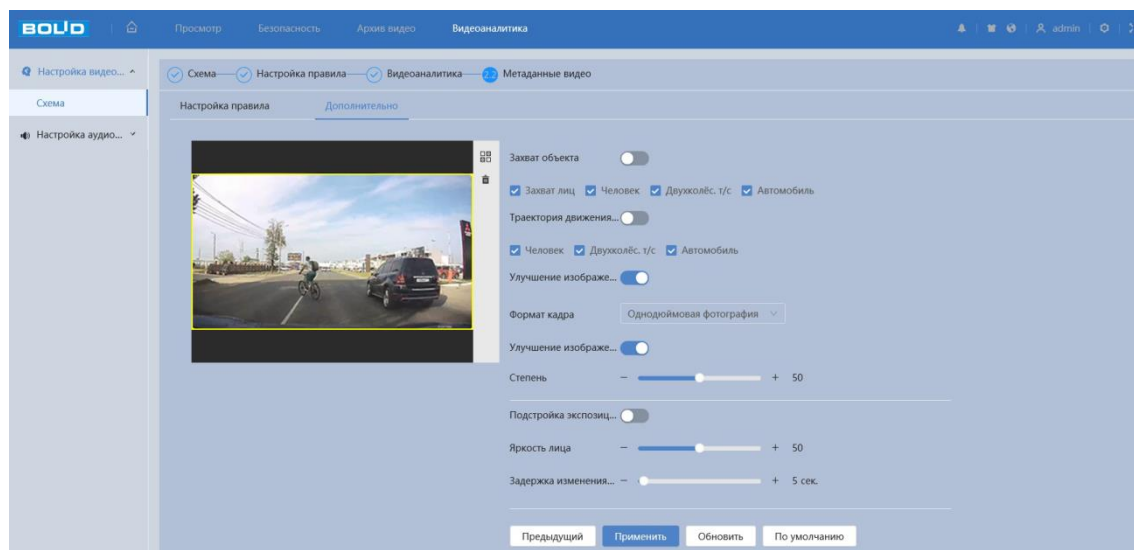 BOLID Просмотр Безопасность Архив видео Видеоаналитика admin
Настройка видео...
Схема
Настройка аудио...
Схема Настройка правила Видеоаналитика 2.2 Метаданные видео
Настройка правила Дополнительно
Захват объекта
Захват лиц Человек Двухколёс. т/с Автомобиль
Траектория движения...
Человек Двухколёс. т/с Автомобиль
Улучшение изображе...
Формат кадра Однодюймовая фотография
Улучшение изображе...
Степень − + 50
Подстройка экспозиц...
Яркость лица − + 50
Задержка изменения... − + 5 сек.
Предыдущий Применить Обновить По умолчанию